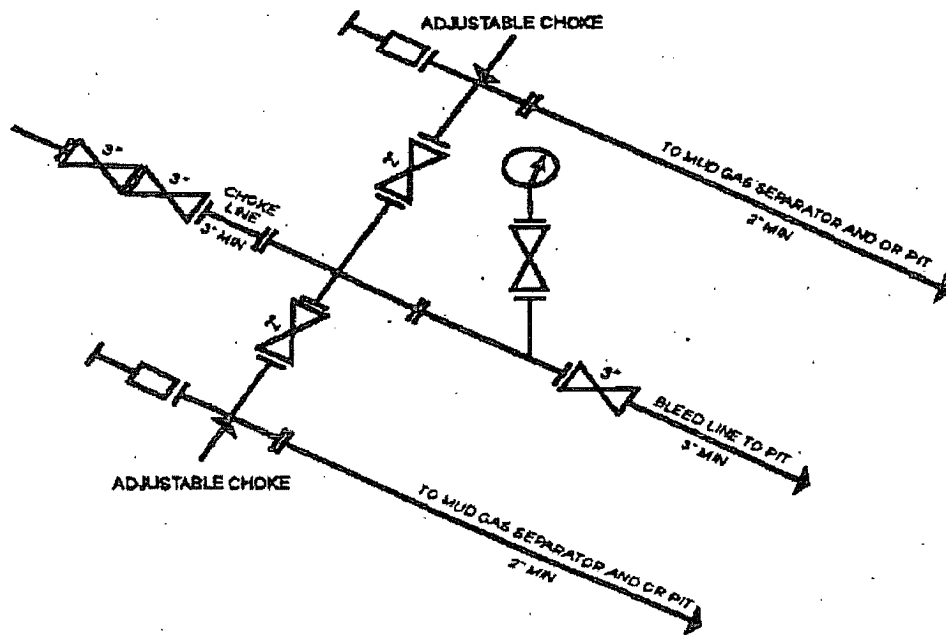 ADJUSTABLE CHOKE
3"
3"
CHOKE
LINE
3" MIN
2"
TO MUD GAS SEPARATOR AND OR PIT
2" MIN
2"
3"
BLEED LINE TO PIT
3" MIN
ADJUSTABLE CHOKE
TO MUD GAS SEPARATOR AND OR PIT
2" MIN